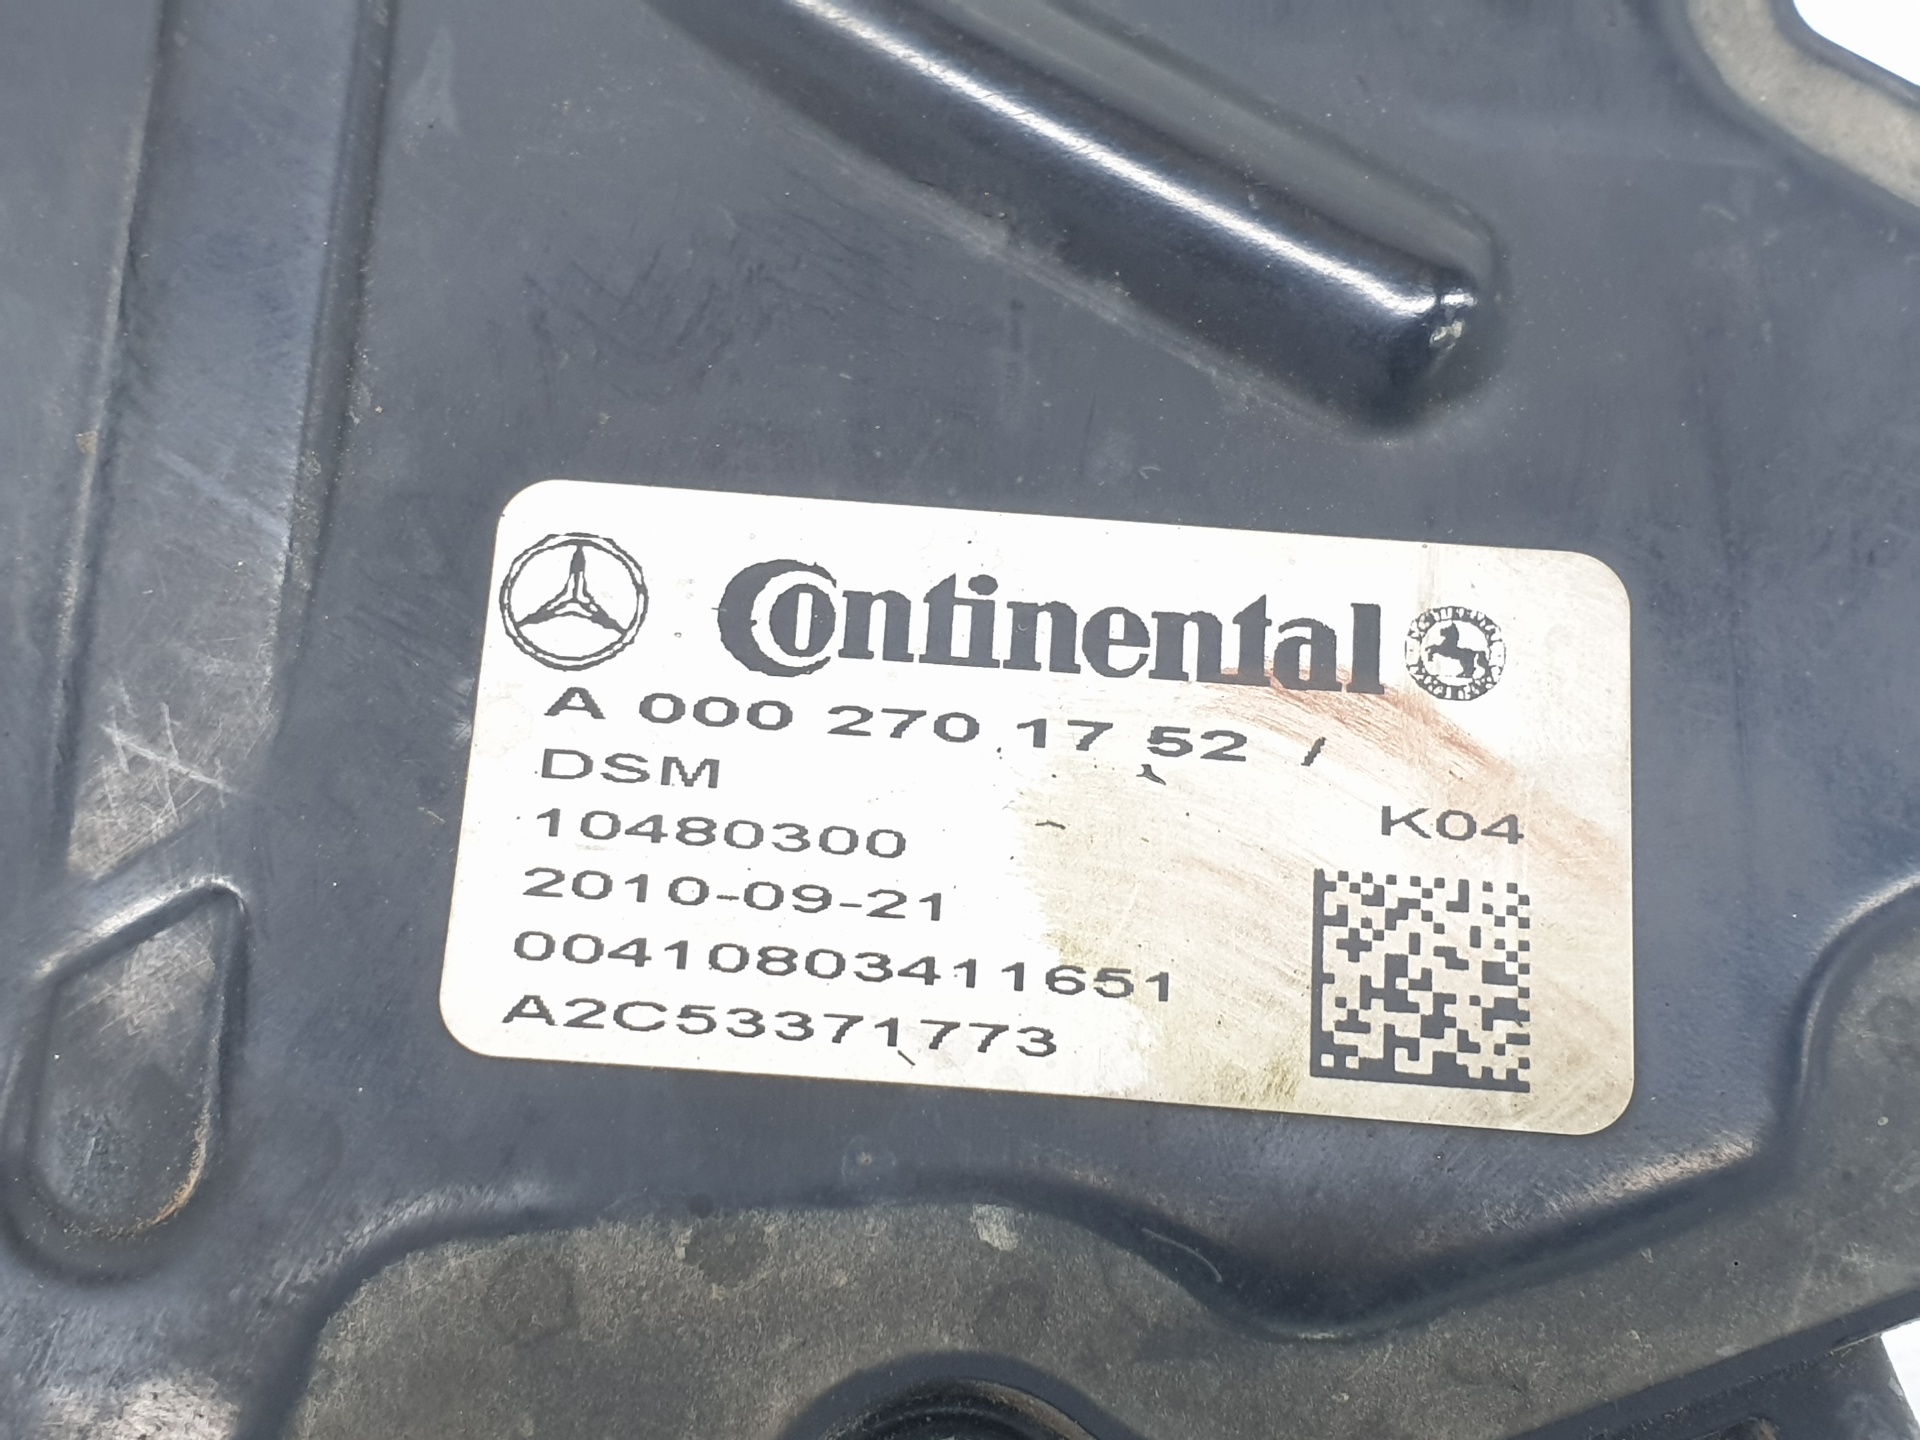 Continental
A 000 270 17 52 /
DSM
10480300 K04
2010-09-21
00410803411651
A2C53371773